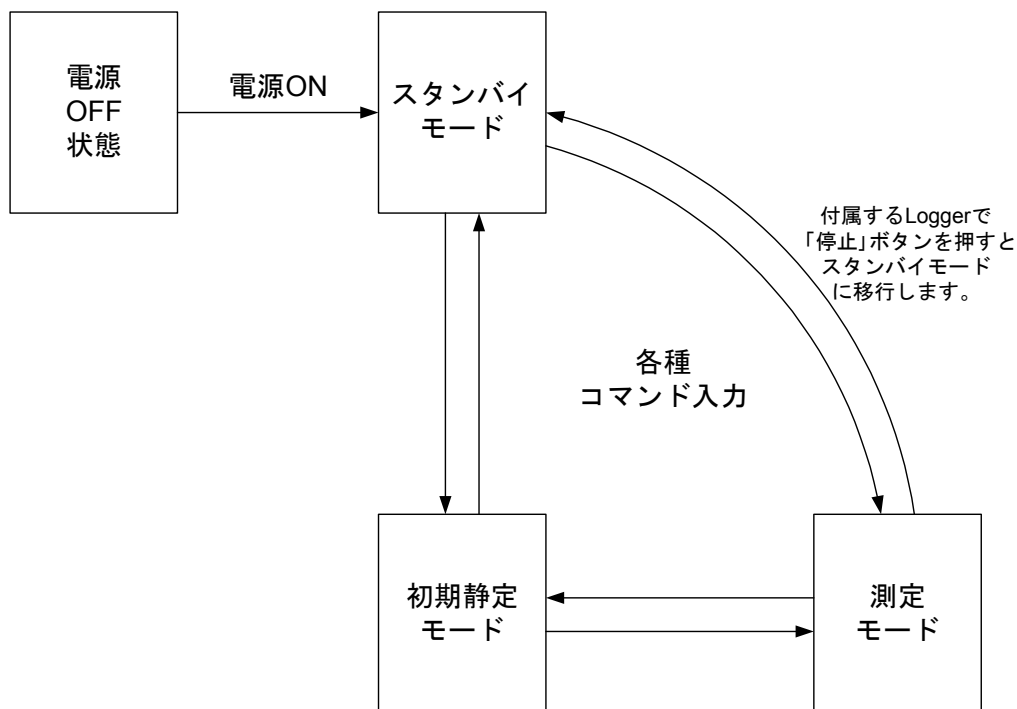 電源
OFF
状態
電源ON
スタンバイ
モード
付属するLoggerで
「停止」ボタンを押すと
スタンバイモード
に移行します。
各種
コマンド入力
初期静定
モード
測定
モード